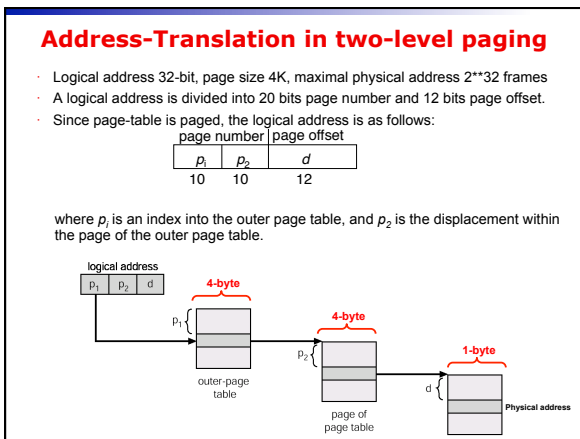 Address-Translation in two-level paging
· Logical address 32-bit, page size 4K, maximal physical address 2**32 frames
· A logical address is divided into 20 bits page number and 12 bits page offset.
· Since page-table is paged, the logical address is as follows:
page number page offset
pi p2 d
10 10 12
where pi is an index into the outer page table, and p2 is the displacement within
the page of the outer page table.
logical address
p1 p2 d
4-byte
p1
outer-page
table
4-byte
p2
page of
page table
1-byte
d
Physical address